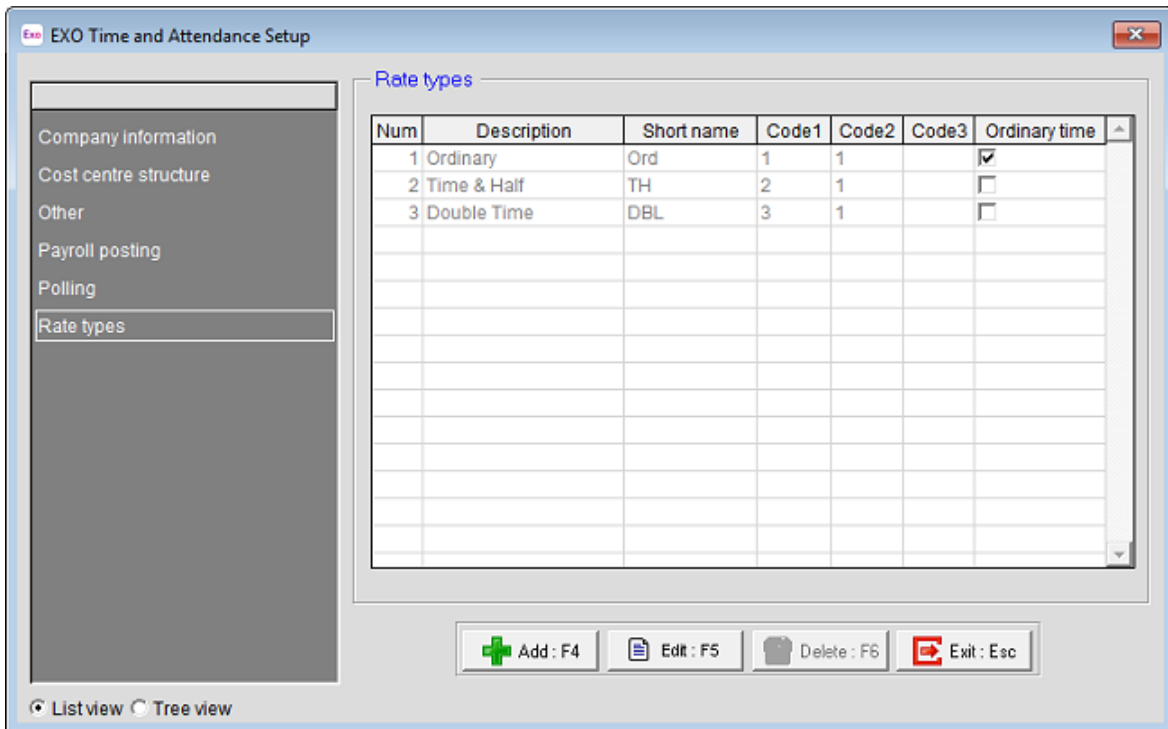 Exo EXO Time and Attendance Setup
Company information
Cost centre structure
Other
Payroll posting
Polling
Rate types
Rate types
Num Description Short name Code1 Code2 Code3 Ordinary time
1 Ordinary Ord 1 1
2 Time & Half TH 2 1
3 Double Time DBL 3 1
Add : F4 Edit : F5 Delete : F6 Exit : Esc
List view Tree view